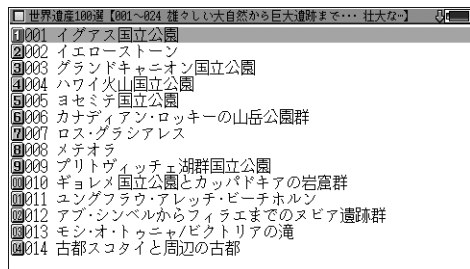 世界遺産100選【001~024 雄々しい大自然から巨大遺跡まで‥・ 壮大な…】
1 001 イグアス国立公園
2 002 イエローストーン
3 003 グランドキャニオン国立公園
4 004 ハワイ火山国立公園
5 005 ヨセミテ国立公園
6 006 カナディアン・ロッキーの山岳公園群
7 007 ロス・グラシアレス
8 008 メテオラ
9 009 プリトヴィッチェ湖群国立公園
010 ギョレメ国立公園とカッパドキアの岩窟群
011 ユングフラウ・アレッチ・ビーチホルン
012 アブ・シンベルからフィラエまでのヌビア遺跡群
013 モシ・オ・トゥニャ/ビクトリアの滝
014 古都スコタイと周辺の古都